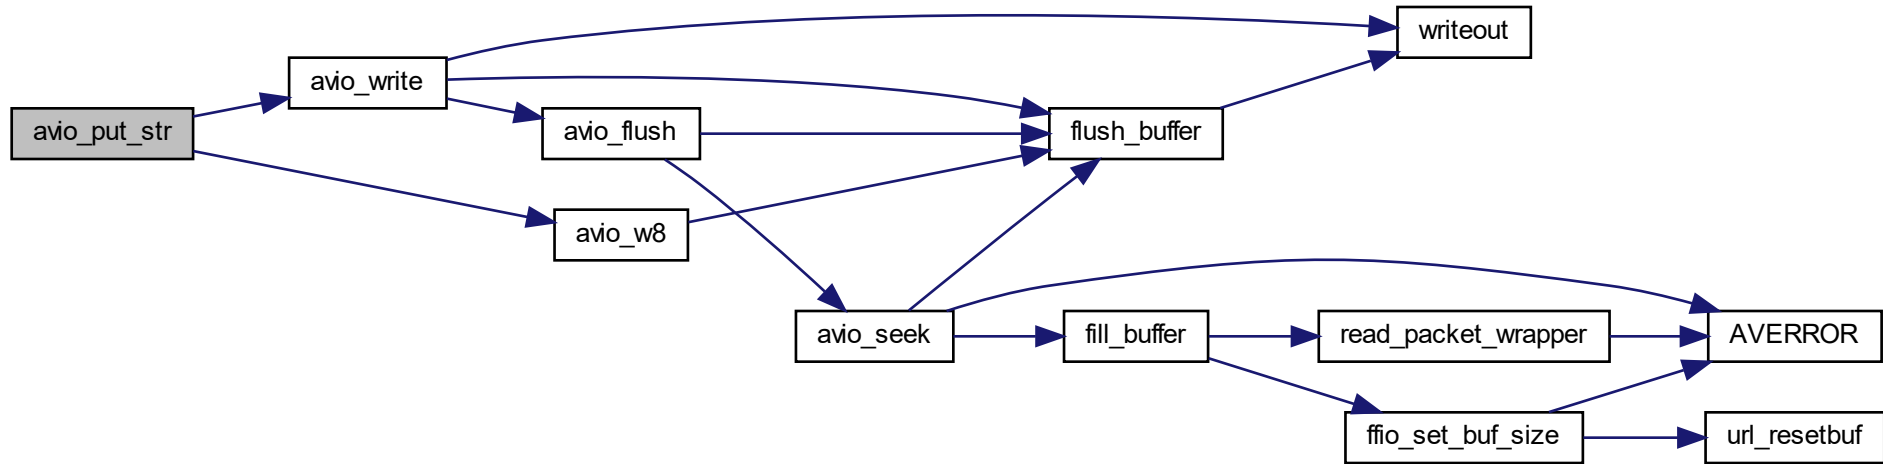 writeout
avio_write
avio_put_str
avio_flush
flush_buffer
avio_w8
avio_seek
fill_buffer
read_packet_wrapper
AVERROR
ffio_set_buf_size
url_resetbuf